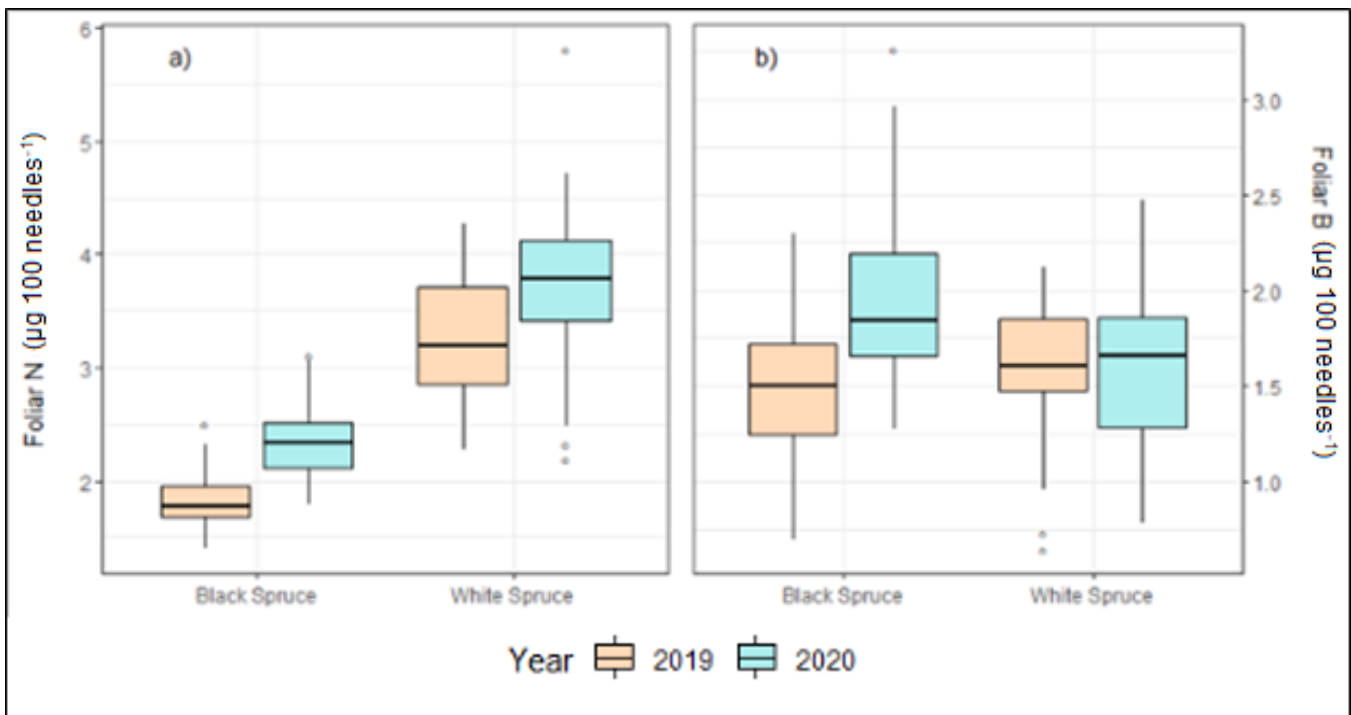 a)
b)
6
5
4
3
2
Foliar N (µg 100 needles⁻¹)
3.0
2.5
2.0
1.5
1.0
Foliar B (µg 100 needles⁻¹)
Black Spruce White Spruce
Black Spruce White Spruce
Year 2019 2020